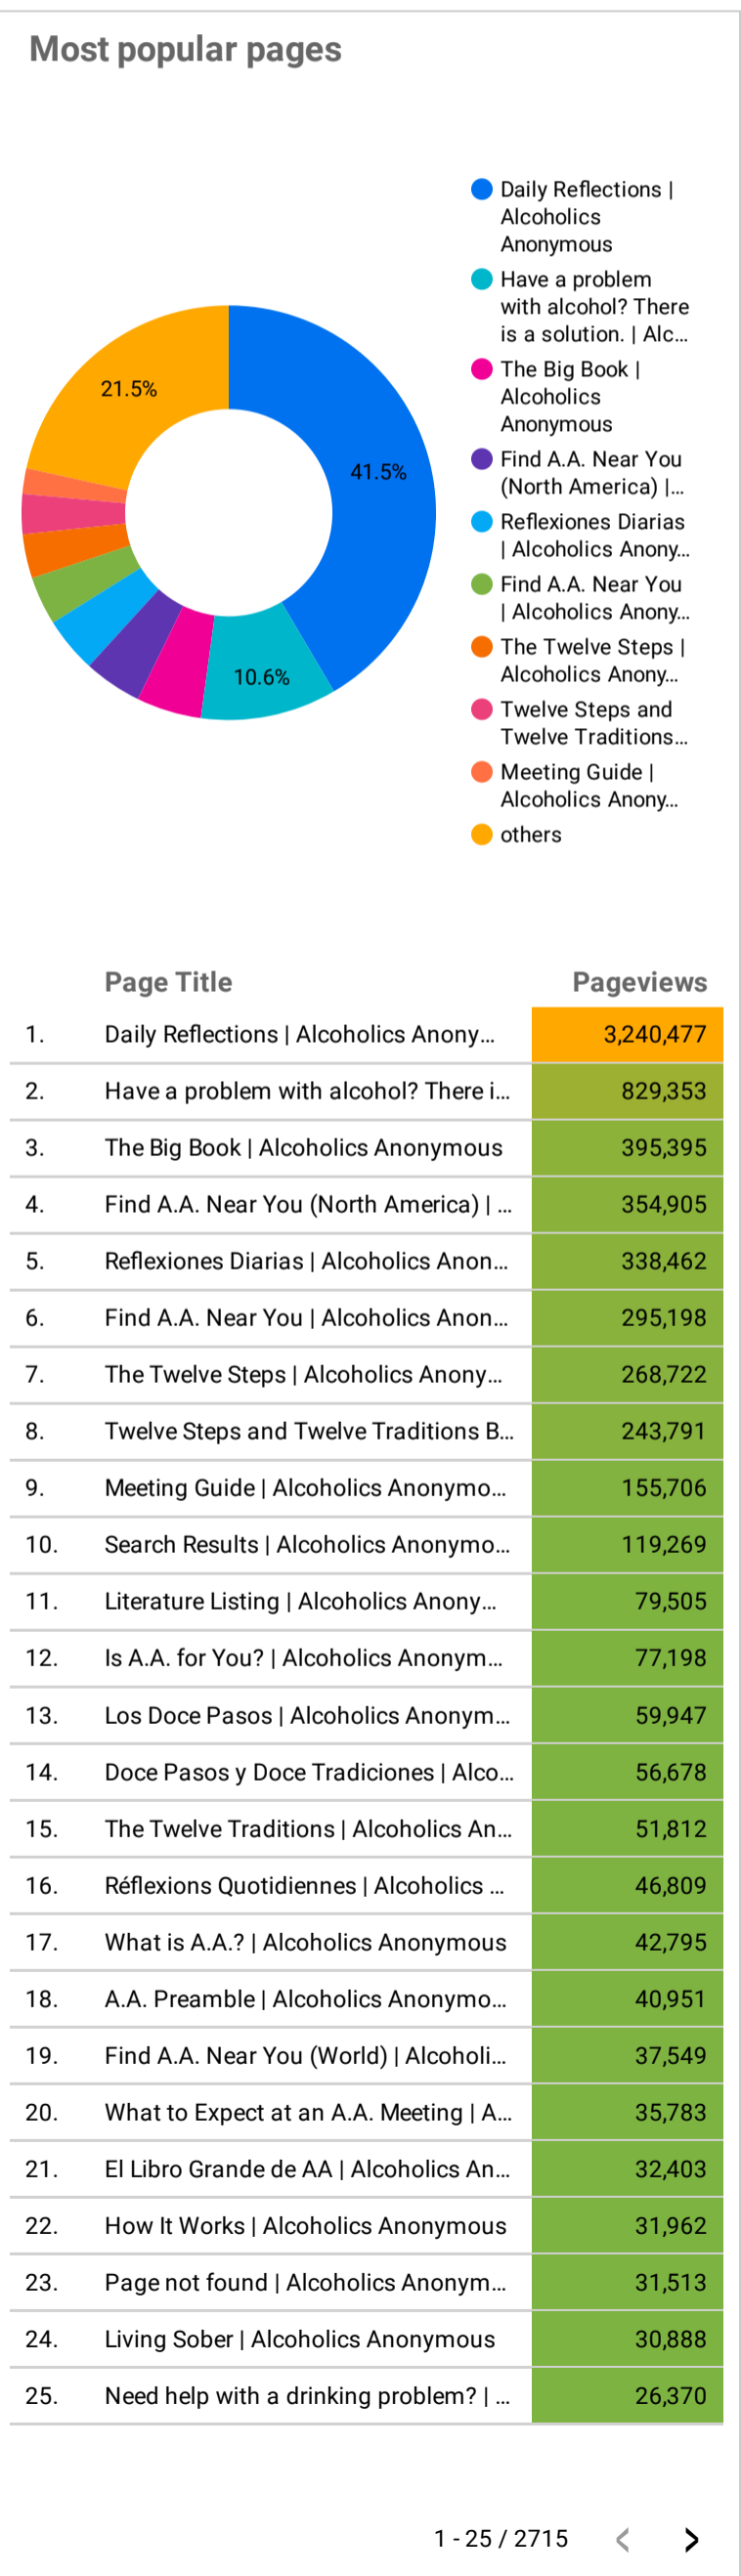 Most popular pages
Daily Reflections |
Alcoholics
Anonymous
Have a problem
with alcohol? There
is a solution. | Alc...
The Big Book |
Alcoholics
Anonymous
Find A.A. Near You
(North America) |...
Reflexiones Diarias
| Alcoholics Anony...
Find A.A. Near You
| Alcoholics Anony...
The Twelve Steps |
Alcoholics Anony...
Twelve Steps and
Twelve Traditions...
Meeting Guide |
Alcoholics Anony...
others
21.5%
41.5%
10.6%
Page Title Pageviews
1. Daily Reflections | Alcoholics Anony... 3,240,477
2. Have a problem with alcohol? There i... 829,353
3. The Big Book | Alcoholics Anonymous 395,395
4. Find A.A. Near You (North America) | ... 354,905
5. Reflexiones Diarias | Alcoholics Anon... 338,462
6. Find A.A. Near You | Alcoholics Anon... 295,198
7. The Twelve Steps | Alcoholics Anony... 268,722
8. Twelve Steps and Twelve Traditions B... 243,791
9. Meeting Guide | Alcoholics Anonymo... 155,706
10. Search Results | Alcoholics Anonymo... 119,269
11. Literature Listing | Alcoholics Anony... 79,505
12. Is A.A. for You? | Alcoholics Anonym... 77,198
13. Los Doce Pasos | Alcoholics Anonym... 59,947
14. Doce Pasos y Doce Tradiciones | Alco... 56,678
15. The Twelve Traditions | Alcoholics An... 51,812
16. Réflexions Quotidiennes | Alcoholics ... 46,809
17. What is A.A.? | Alcoholics Anonymous 42,795
18. A.A. Preamble | Alcoholics Anonymo... 40,951
19. Find A.A. Near You (World) | Alcoholi... 37,549
20. What to Expect at an A.A. Meeting | A... 35,783
21. El Libro Grande de AA | Alcoholics An... 32,403
22. How It Works | Alcoholics Anonymous 31,962
23. Page not found | Alcoholics Anonym... 31,513
24. Living Sober | Alcoholics Anonymous 30,888
25. Need help with a drinking problem? | ... 26,370
1 - 25 / 2715 < >